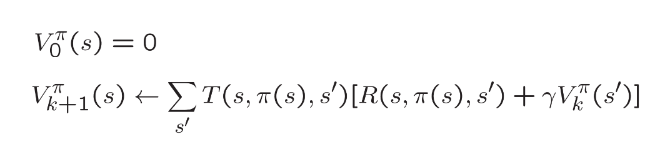 V_0^π(s) = 0
V_{k+1}^π(s) ← ∑_{s'} T(s, π(s), s')[R(s, π(s), s') + γV_k^π(s')]